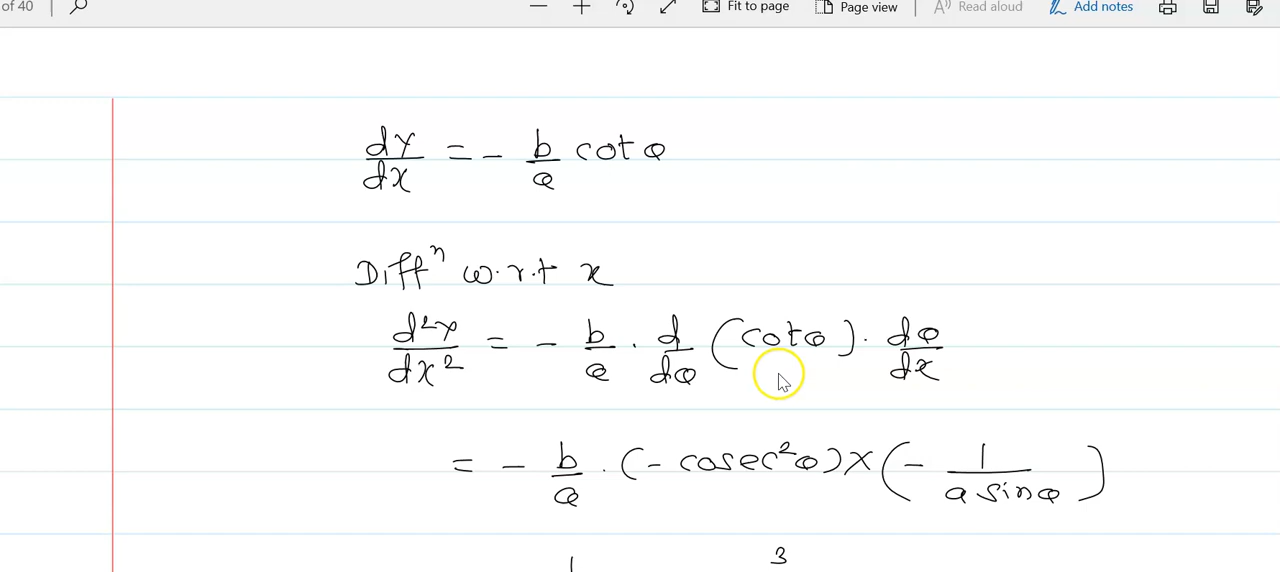 of 40 Fit to page Page view Read aloud Add notes
dy/dx = - b/a cot θ
Diffⁿ w.r.t x
d²y/dx² = - b/a . d/dθ (cot θ) . dθ/dx
= - b/a . (- cosec²θ) × (- 1/(a sin θ))
3